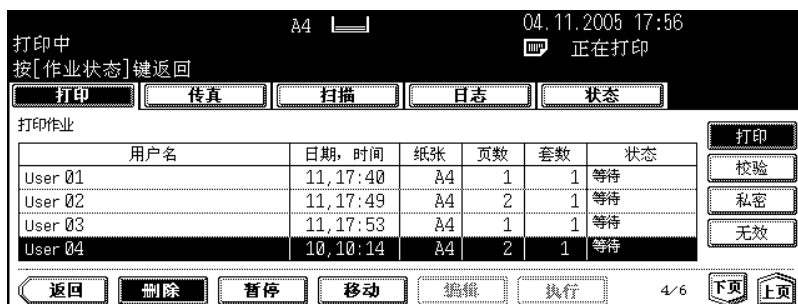 A4 04.11.2005 17:56
打印中 正在打印
按[作业状态]键返回
打印 传真 扫描 日志 状态
打印作业
打印
校验
私密
无效
用户名 日期，时间 纸张 页数 套数 状态
User 01 11,17:40 A4 1 1 等待
User 02 11,17:49 A4 2 1 等待
User 03 11,17:53 A4 1 1 等待
User 04 10,10:14 A4 2 1 等待
返回 删除 暂停 移动 编辑 执行 4/6 下页 上页